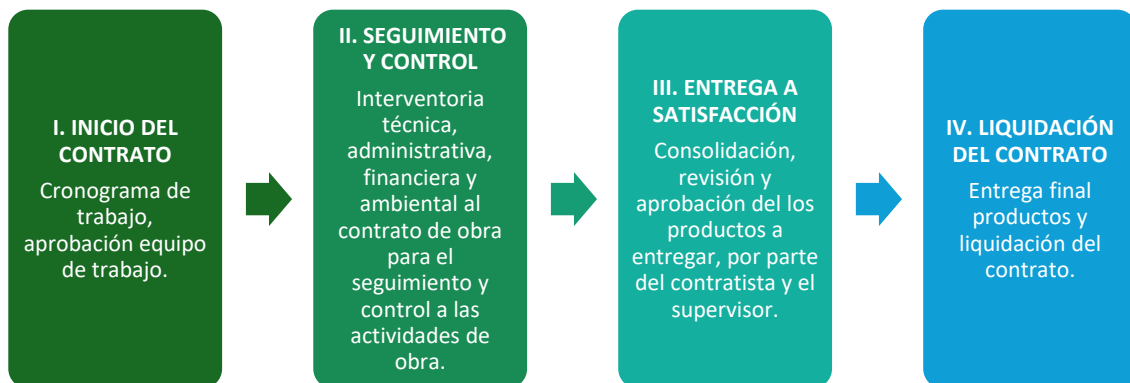 I. INICIO DEL
CONTRATO
Cronograma de
trabajo,
aprobación equipo
de trabajo.
II. SEGUIMIENTO
Y CONTROL
Interventoria
técnica,
administrativa,
financiera y
ambiental al
contrato de obra
para el
seguimiento y
control a las
actividades de
obra.
III. ENTREGA A
SATISFACCIÓN
Consolidación,
revisión y
aprobación del los
productos a
entregar, por parte
del contratista y el
supervisor.
IV. LIQUIDACIÓN
DEL CONTRATO
Entrega final
productos y
liquidación del
contrato.